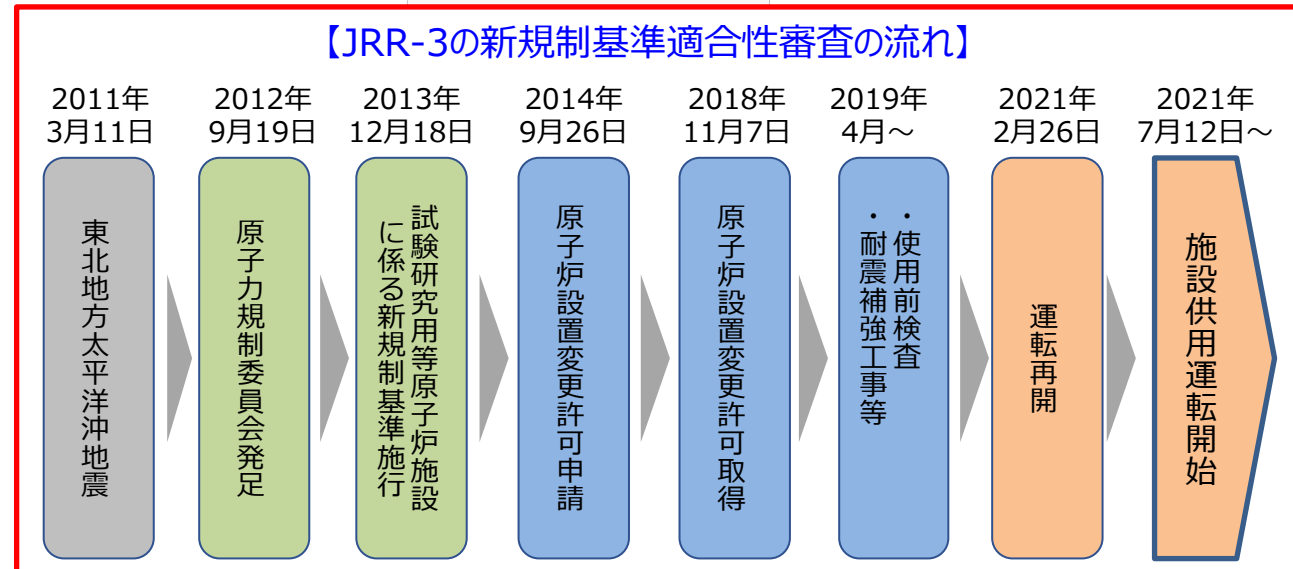 【JRR-3の新規制基準適合性審査の流れ】
2011年
3月11日
東北地方太平洋沖地震
2012年
9月19日
原子力規制委員会発足
2013年
12月18日
試験研究用等原子炉施設
に係る新規制基準施行
2014年
9月26日
原子炉設置変更許可申請
2018年
11月7日
原子炉設置変更許可取得
2019年
4月～
・使用前検査
・耐震補強工事等
2021年
2月26日
運転再開
2021年
7月12日～
施設供用運転開始